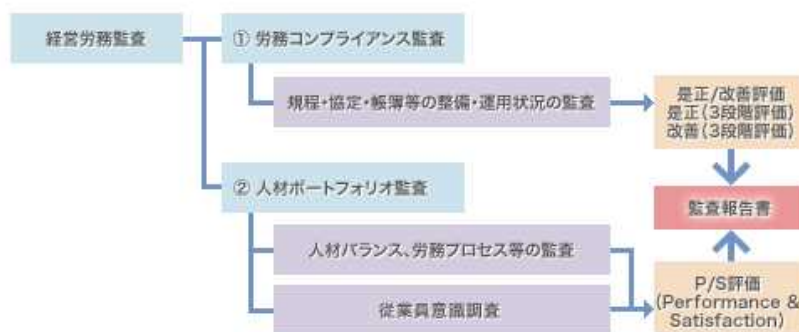 経営労務監査
① 労務コンプライアンス監査
規程・協定・帳簿等の整備・運用状況の監査
是正/改善評価
是正(3段階評価)
改善(3段階評価)
② 人材ポートフォリオ監査
監査報告書
人材バランス、労務プロセス等の監査
従業員意識調査
P/S評価
(Performance &
Satisfaction)